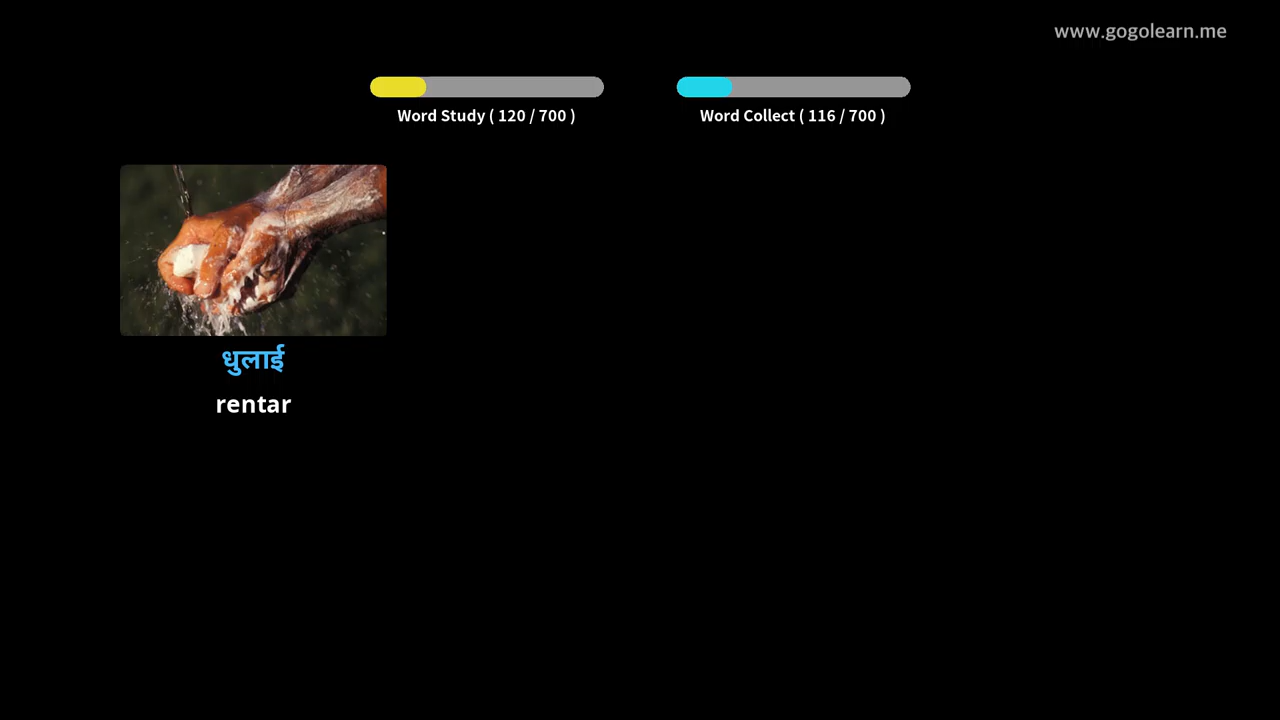 www.gogolearn.me
Word Study ( 120 / 700 )
Word Collect ( 116 / 700 )
धुलाई
rentar